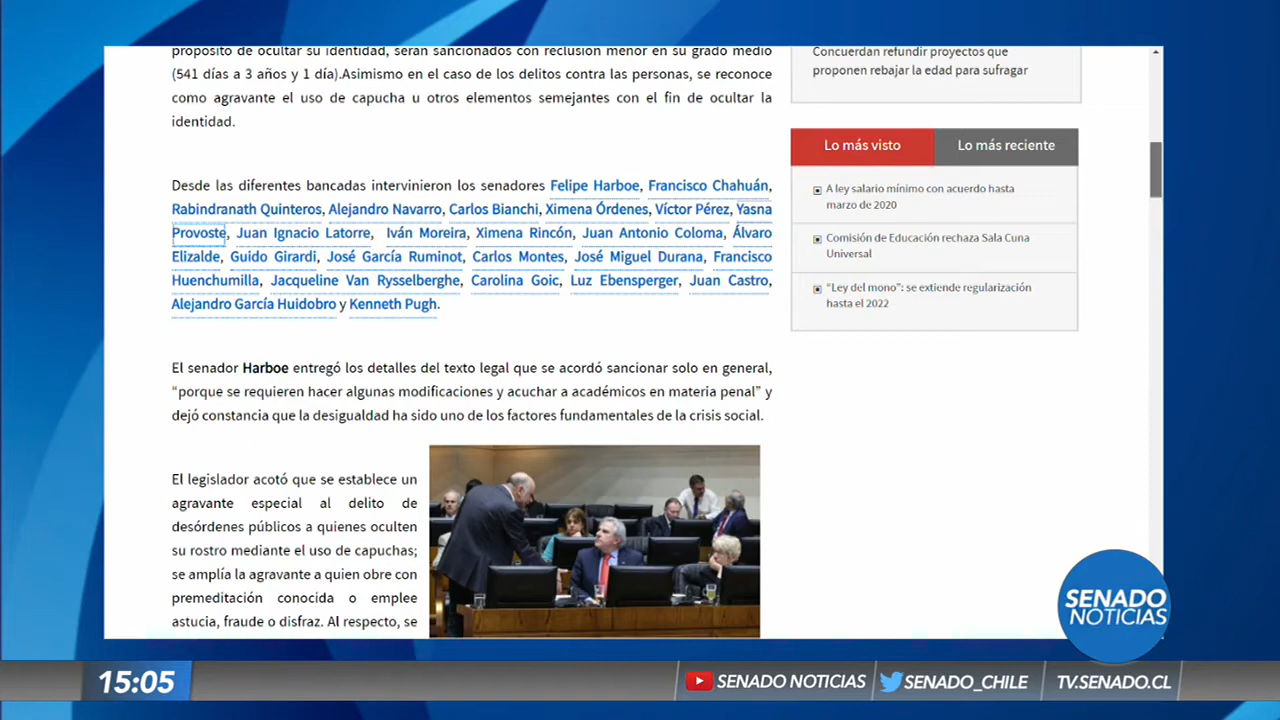 propósito de ocultar su identidad, serán sancionados con reclusión menor en su grado medio
(541 días a 3 años y 1 día).Asimismo en el caso de los delitos contra las personas, se reconoce
como agravante el uso de capucha u otros elementos semejantes con el fin de ocultar la
identidad.
Desde las diferentes bancadas intervinieron los senadores Felipe Harboe, Francisco Chahuán,
Rabindranath Quinteros, Alejandro Navarro, Carlos Bianchi, Ximena Órdenes, Víctor Pérez, Yasna
Provoste, Juan Ignacio Latorre, Iván Moreira, Ximena Rincón, Juan Antonio Coloma, Álvaro
Elizalde, Guido Girardi, José García Ruminot, Carlos Montes, José Miguel Durana, Francisco
Huenchumilla, Jacqueline Van Rysselberghe, Carolina Goic, Luz Ebensperger, Juan Castro,
Alejandro García Huidobro y Kenneth Pugh.
El senador Harboe entregó los detalles del texto legal que se acordó sancionar solo en general,
“porque se requieren hacer algunas modificaciones y acuchar a académicos en materia penal” y
dejó constancia que la desigualdad ha sido uno de los factores fundamentales de la crisis social.
El legislador acotó que se establece un
agravante especial al delito de
desórdenes públicos a quienes oculten
su rostro mediante el uso de capuchas;
se amplía la agravante a quien obre con
premeditación conocida o emplee
astucia, fraude o disfraz. Al respecto, se
Concuerdan refundir proyectos que
proponen rebajar la edad para sufragar
Lo más visto
Lo más reciente
A ley salario mínimo con acuerdo hasta
marzo de 2020
Comisión de Educación rechaza Sala Cuna
Universal
“Ley del mono”: se extiende regularización
hasta el 2022
SENADO
NOTICIAS
15:05
SENADO NOTICIAS
SENADO_CHILE
TV.SENADO.CL